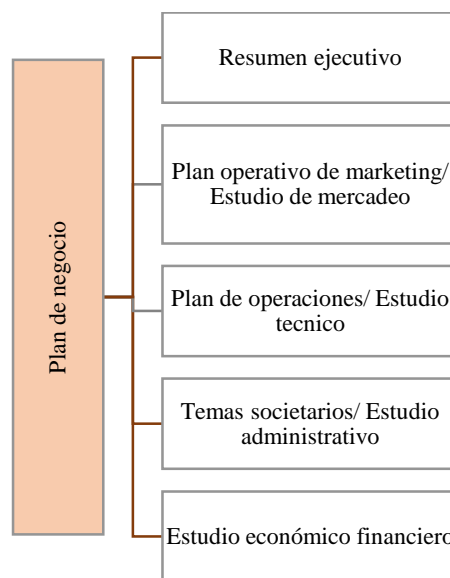 Plan de negocio
Resumen ejecutivo
Plan operativo de marketing/
Estudio de mercadeo
Plan de operaciones/ Estudio
tecnico
Temas societarios/ Estudio
administrativo
Estudio económico financiero